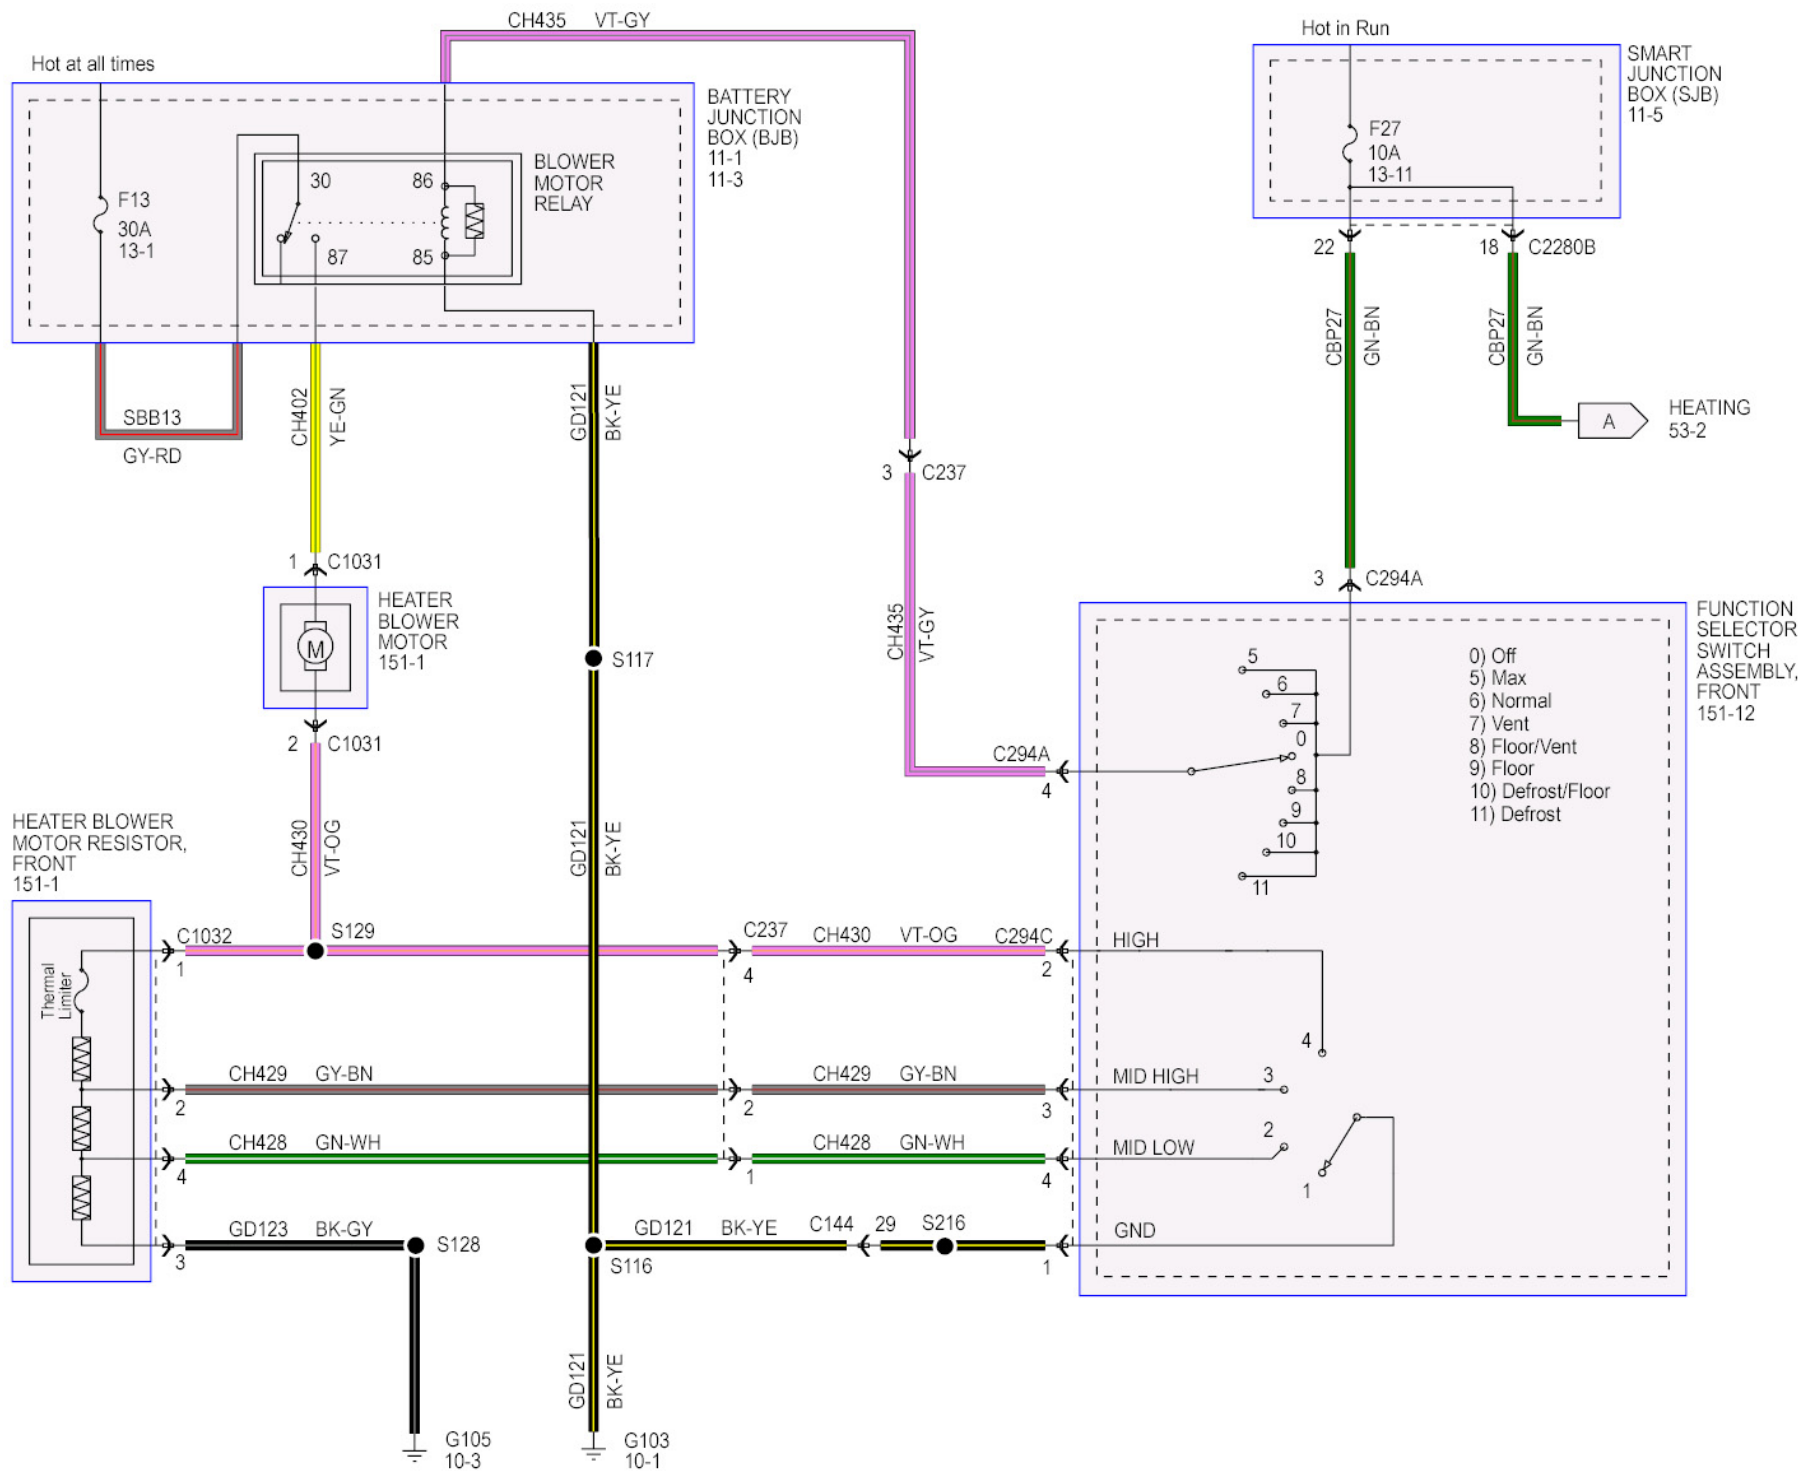 CH435 VT-GY
Hot at all times
Hot in Run
BATTERY
JUNCTION
BOX (BJB)
11-1
11-3
SMART
JUNCTION
BOX (SJB)
11-5
F13
30A
13-1
30
86
87
85
BLOWER
MOTOR
RELAY
F27
10A
13-11
22
18 C2280B
SBB13
GY-RD
CH402
YE-GN
GD121
BK-YE
CBP27
GN-BN
CBP27
GN-BN
A
HEATING
53-2
3 C237
1 C1031
HEATER
BLOWER
MOTOR
151-1
M
2 C1031
S117
CH435
VT-GY
3 C294A
FUNCTION
SELECTOR
SWITCH
ASSEMBLY,
FRONT
151-12
5
6
7
0
8
9
10
11
0) Off
5) Max
6) Normal
7) Vent
8) Floor/Vent
9) Floor
10) Defrost/Floor
11) Defrost
C294A
4
CH430
VT-OG
GD121
BK-YE
HEATER BLOWER
MOTOR RESISTOR,
FRONT
151-1
Thermal
Limiter
C1032
1
S129
C237
4
CH430 VT-OG
C294C
2
HIGH
4
CH429 GY-BN
2
2
CH429 GY-BN
3
MID HIGH
3
CH428 GN-WH
4
1
CH428 GN-WH
4
MID LOW
2
1
GD123 BK-GY
3
S128
GD121 BK-YE
C144 29 S216
1
GND
S116
GD121
BK-YE
G105
10-3
G103
10-1